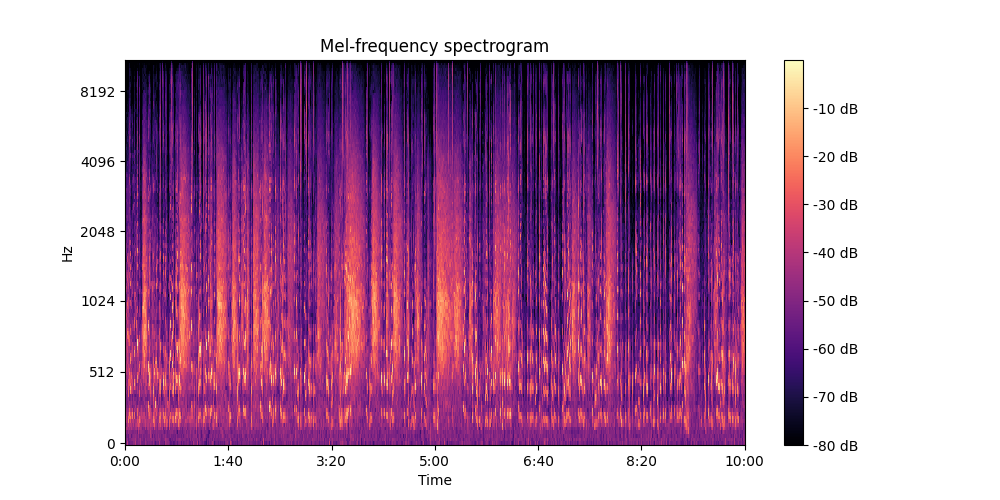 Mel-frequency spectrogram
8192
4096
2048
1024
512
0
Hz
0:00 1:40 3:20 5:00 6:40 8:20 10:00
Time
-10 dB
-20 dB
-30 dB
-40 dB
-50 dB
-60 dB
-70 dB
-80 dB